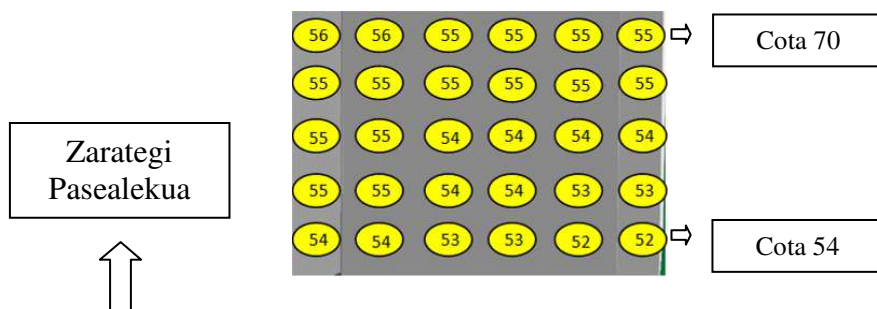 56 56 55 55 55 55
Cota 70
55 55 55 55 55 55
55 55 54 54 54 54
Zarategi
Pasealekua
55 55 54 54 53 53
54 54 53 53 52 52
Cota 54